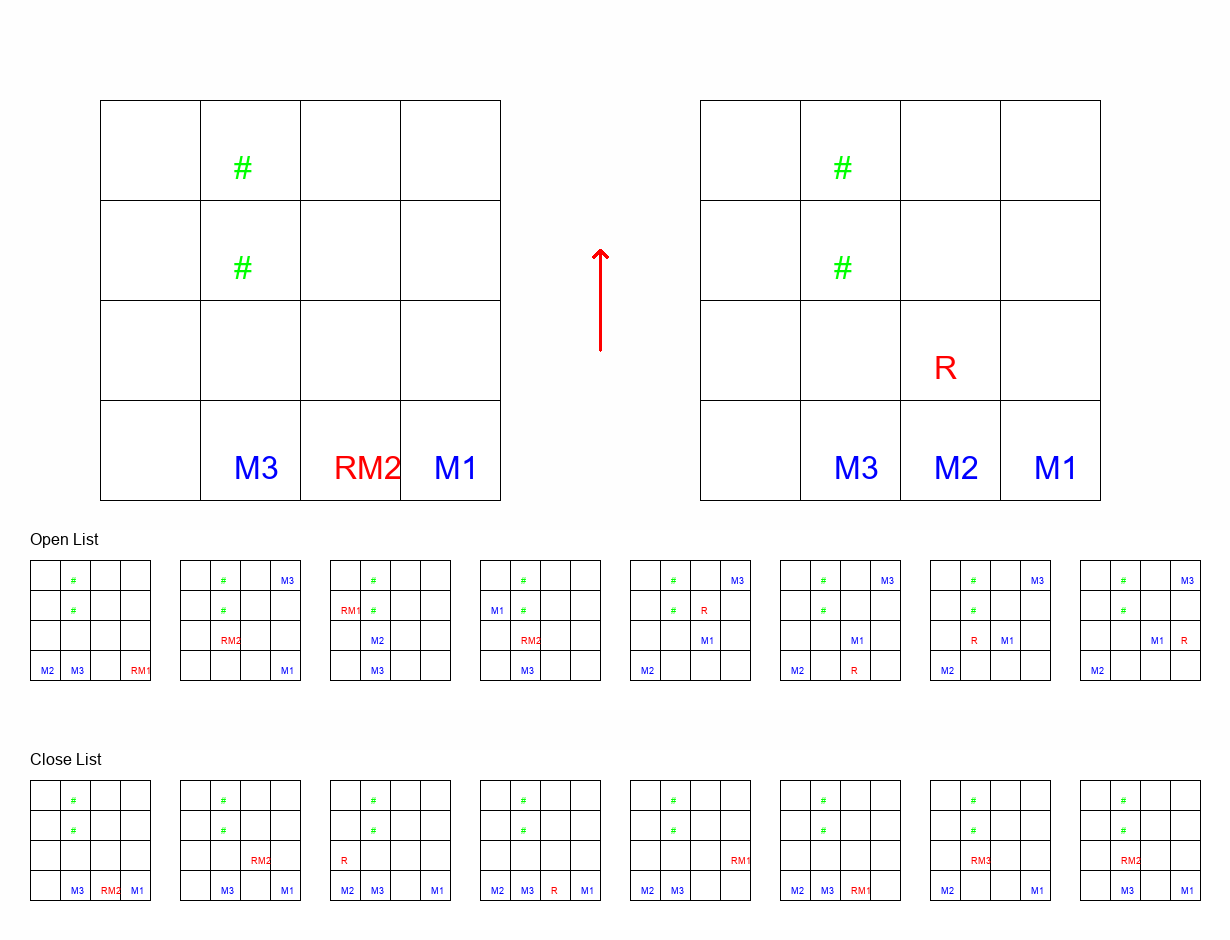 # #
# #
R
M3 RM2 M1 M3 M2 M1
Open List
# # M3 # # # M3 # M3 # M3 # M3
# # RM1 # M1 # # R # # #
RM2 M2 RM2 M1 M1 R M1 M1 R
M2 M3 RM1 M1 M3 M3 M2 M2 R M2 M2
Close List
# # # # # # # #
# # # # # # # #
RM2 R RM1 RM3 RM2
M3 RM2 M1 M3 M1 M2 M3 M1 M2 M3 R M1 M2 M3 M2 M3 RM1 M2 M1 M3 M1